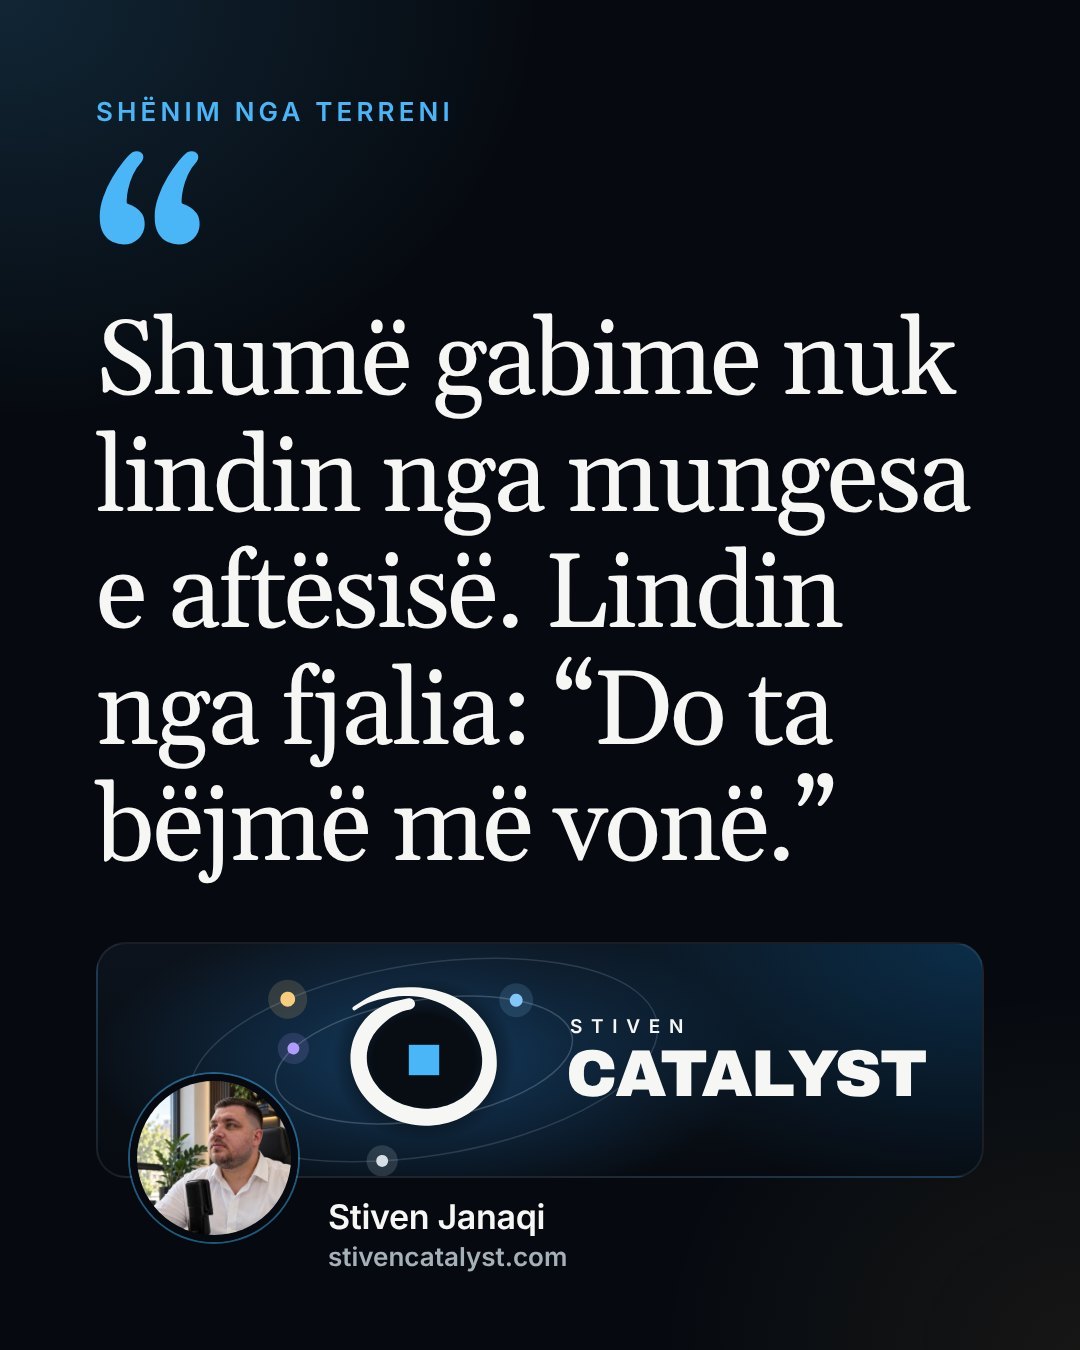 SHËNIM NGA TERRENI
“
Shumë gabime nuk
lindin nga mungesa
e aftësisë. Lindin
nga fjalia: “Do ta
bëjmë më vonë.”
STIVEN
CATALYST
Stiven Janaqi
stivencatalyst.com